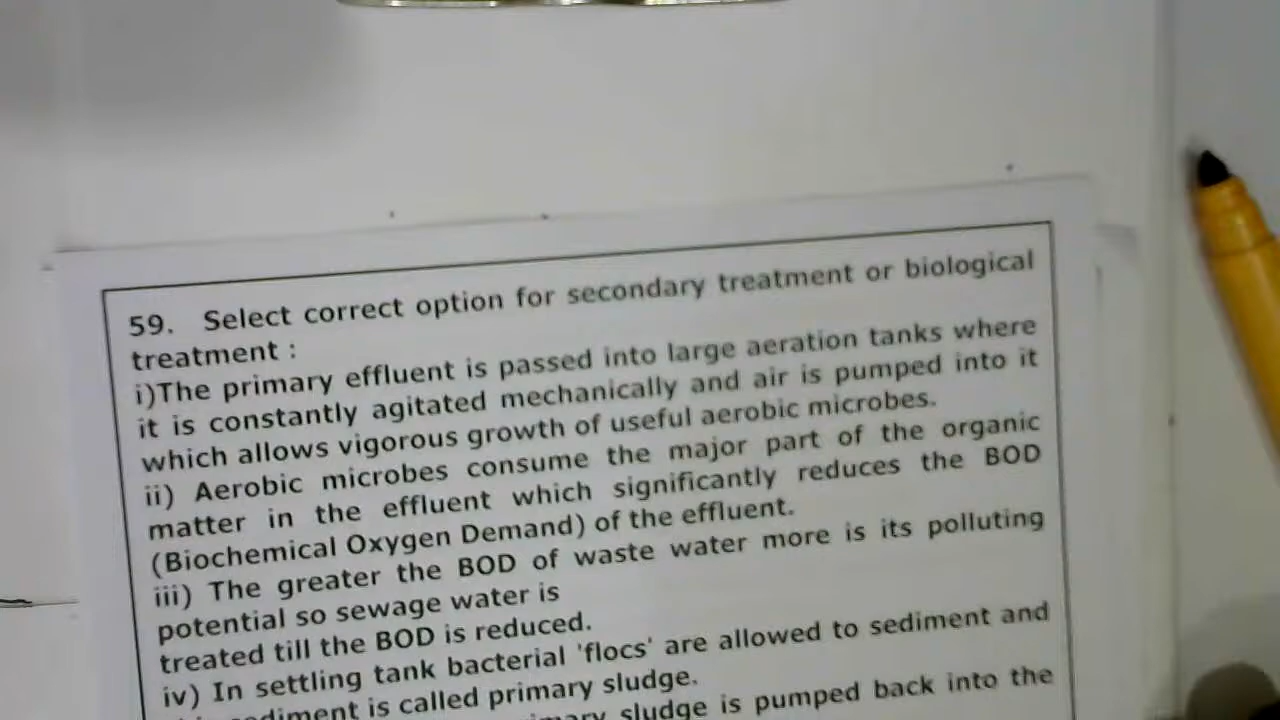 59. Select correct option for secondary treatment or biological
treatment :
i)The primary effluent is passed into large aeration tanks where
it is constantly agitated mechanically and air is pumped into it
which allows vigorous growth of useful aerobic microbes.
ii) Aerobic microbes consume the major part of the organic
matter in the effluent which significantly reduces the BOD
(Biochemical Oxygen Demand) of the effluent.
iii) The greater the BOD of waste water more is its polluting
potential so sewage water is
treated till the BOD is reduced.
iv) In settling tank bacterial 'flocs' are allowed to sediment and
is called primary sludge.
sludge is pumped back into the